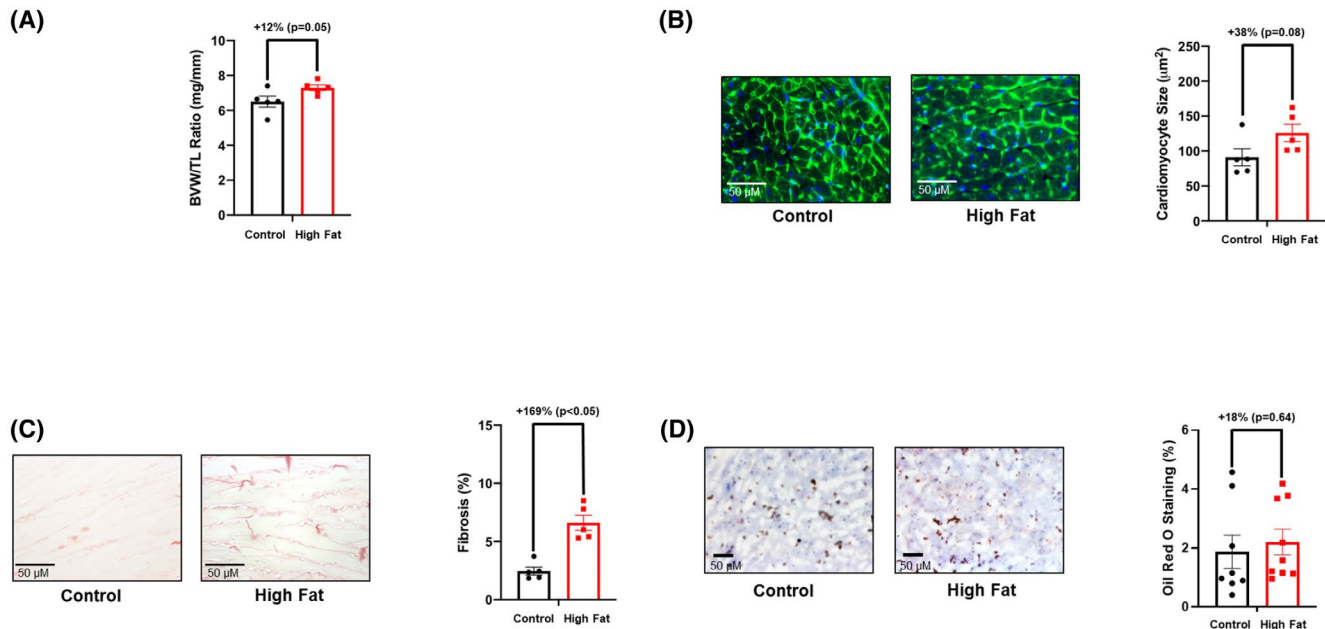 (A)
+12% (p=0.05)
BVW/TL Ratio (mg/mm)
10
8
6
4
2
0
Control High Fat
(B)
50 µM
Control
50 µM
High Fat
+38% (p=0.08)
Cardiomyocyte Size (µm²)
250
200
150
100
50
0
Control High Fat
(C)
50 µM
Control
50 µM
High Fat
+169% (p<0.05)
Fibrosis (%)
15
10
5
0
Control High Fat
(D)
50 µM
Control
50 µM
High Fat
+18% (p=0.64)
Oil Red O Staining (%)
6
4
2
0
Control High Fat